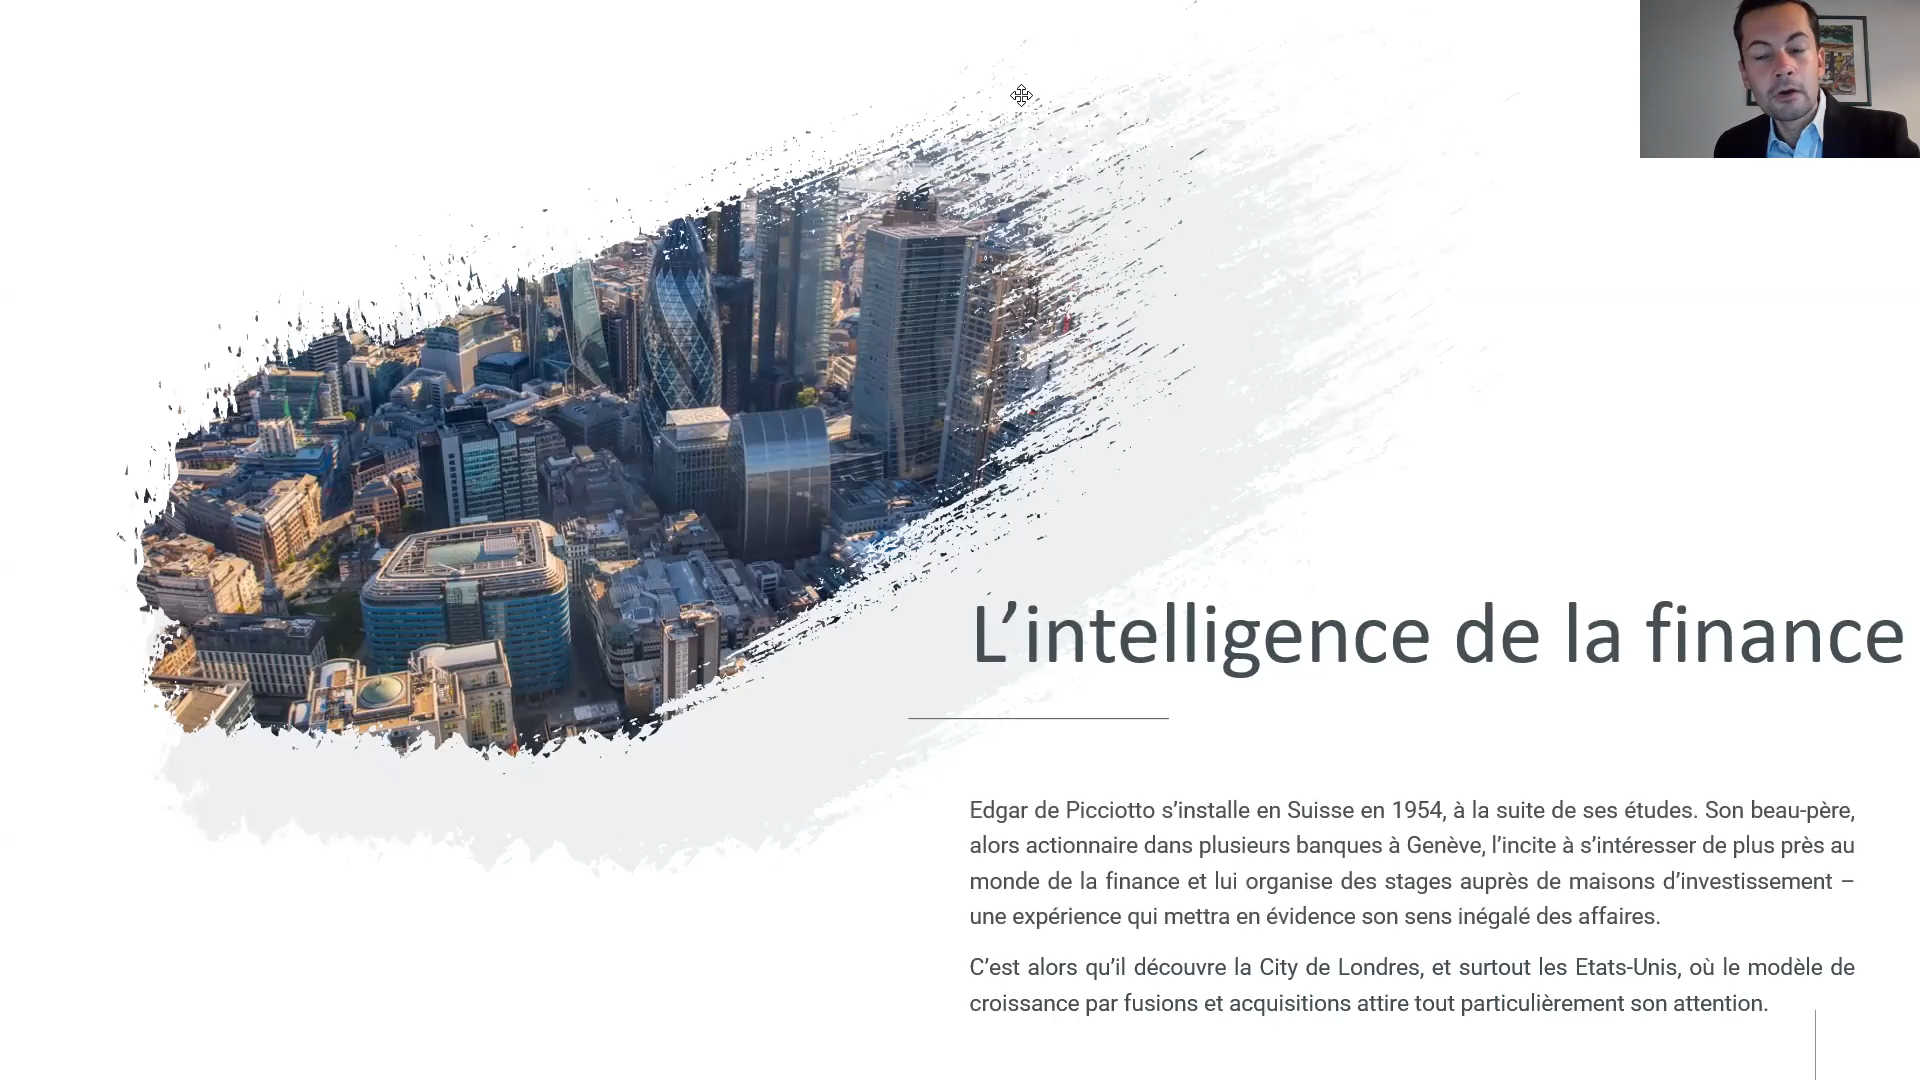 L’intelligence de la finance
Edgar de Picciotto s’installe en Suisse en 1954, à la suite de ses études. Son beau-père,
alors actionnaire dans plusieurs banques à Genève, l’incite à s’intéresser de plus près au
monde de la finance et lui organise des stages auprès de maisons d’investissement –
une expérience qui mettra en évidence son sens inégalé des affaires.
C’est alors qu’il découvre la City de Londres, et surtout les Etats-Unis, où le modèle de
croissance par fusions et acquisitions attire tout particulièrement son attention.